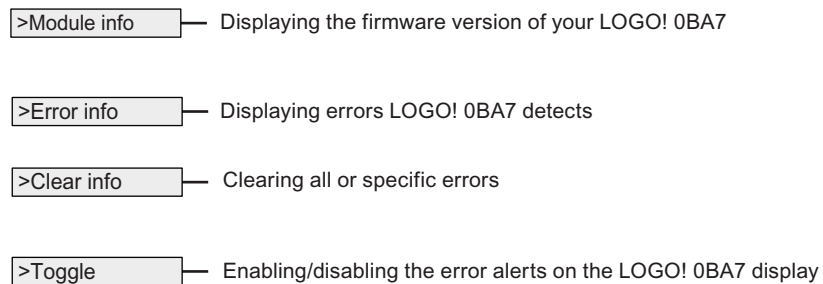 >Module info Displaying the firmware version of your LOGO! 0BA7
>Error info Displaying errors LOGO! 0BA7 detects
>Clear info Clearing all or specific errors
>Toggle Enabling/disabling the error alerts on the LOGO! 0BA7 display